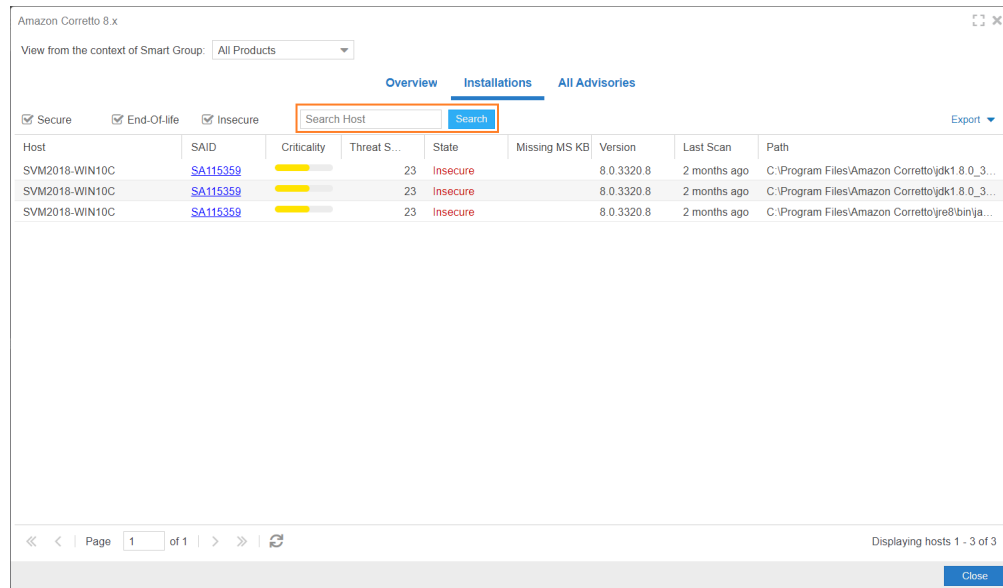 Amazon Corretto 8.x
View from the context of Smart Group: All Products
Overview Installations All Advisories
Secure End-Of-life Insecure Search Host Search Export
Host SAID Criticality Threat S... State Missing MS KB Version Last Scan Path
SVM2018-WIN10C SA115359 23 Insecure 8.0.3320.8 2 months ago C:\Program Files\Amazon Corretto\jdk1.8.0_3...
SVM2018-WIN10C SA115359 23 Insecure 8.0.3320.8 2 months ago C:\Program Files\Amazon Corretto\jdk1.8.0_3...
SVM2018-WIN10C SA115359 23 Insecure 8.0.3320.8 2 months ago C:\Program Files\Amazon Corretto\jre8\bin\ja...
Page 1 of 1 Displaying hosts 1 - 3 of 3
Close